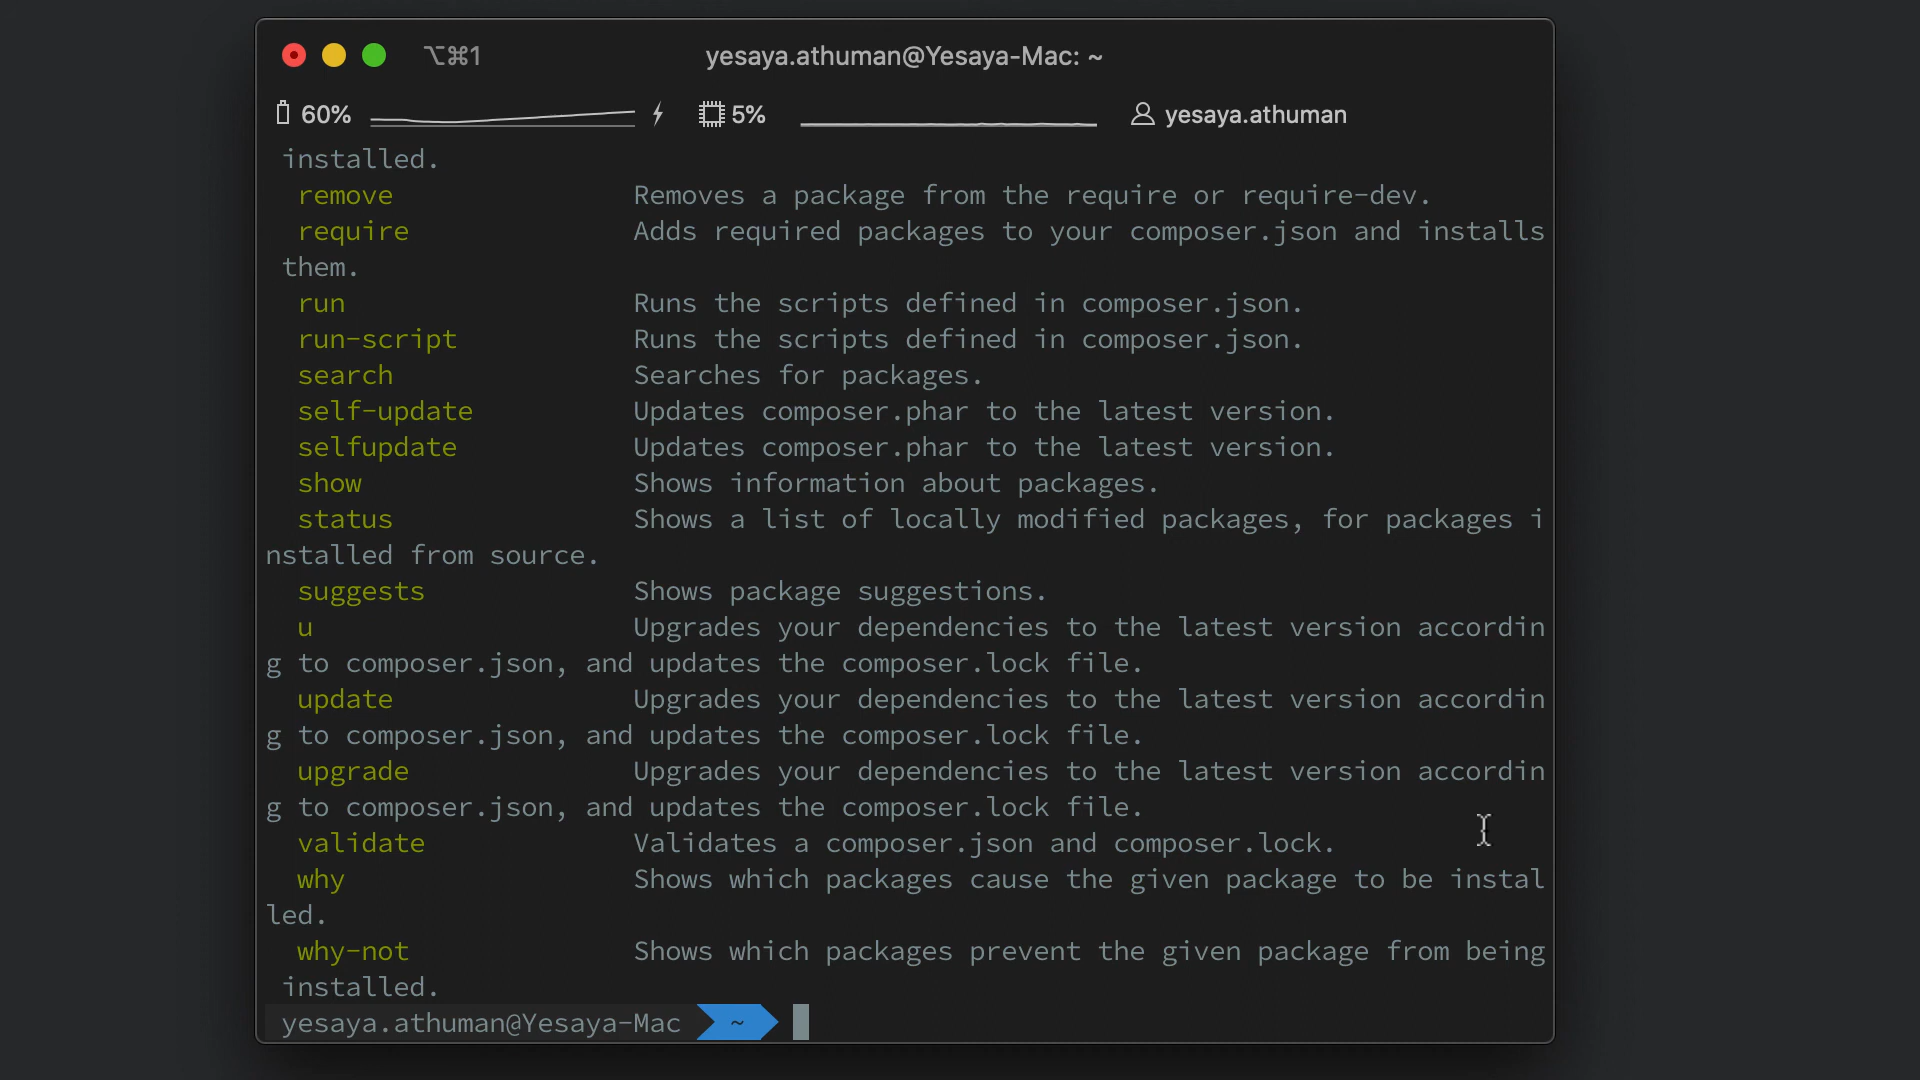 ⌥⌘1 yesaya.athuman@Yesaya-Mac: ~
60% 5% yesaya.athuman
installed.
remove Removes a package from the require or require-dev.
require Adds required packages to your composer.json and installs
them.
run Runs the scripts defined in composer.json.
run-script Runs the scripts defined in composer.json.
search Searches for packages.
self-update Updates composer.phar to the latest version.
selfupdate Updates composer.phar to the latest version.
show Shows information about packages.
status Shows a list of locally modified packages, for packages i
nstalled from source.
suggests Shows package suggestions.
u Upgrades your dependencies to the latest version accordin
g to composer.json, and updates the composer.lock file.
update Upgrades your dependencies to the latest version accordin
g to composer.json, and updates the composer.lock file.
upgrade Upgrades your dependencies to the latest version accordin
g to composer.json, and updates the composer.lock file.
validate Validates a composer.json and composer.lock.
why Shows which packages cause the given package to be instal
led.
why-not Shows which packages prevent the given package from being
installed.
yesaya.athuman@Yesaya-Mac ~